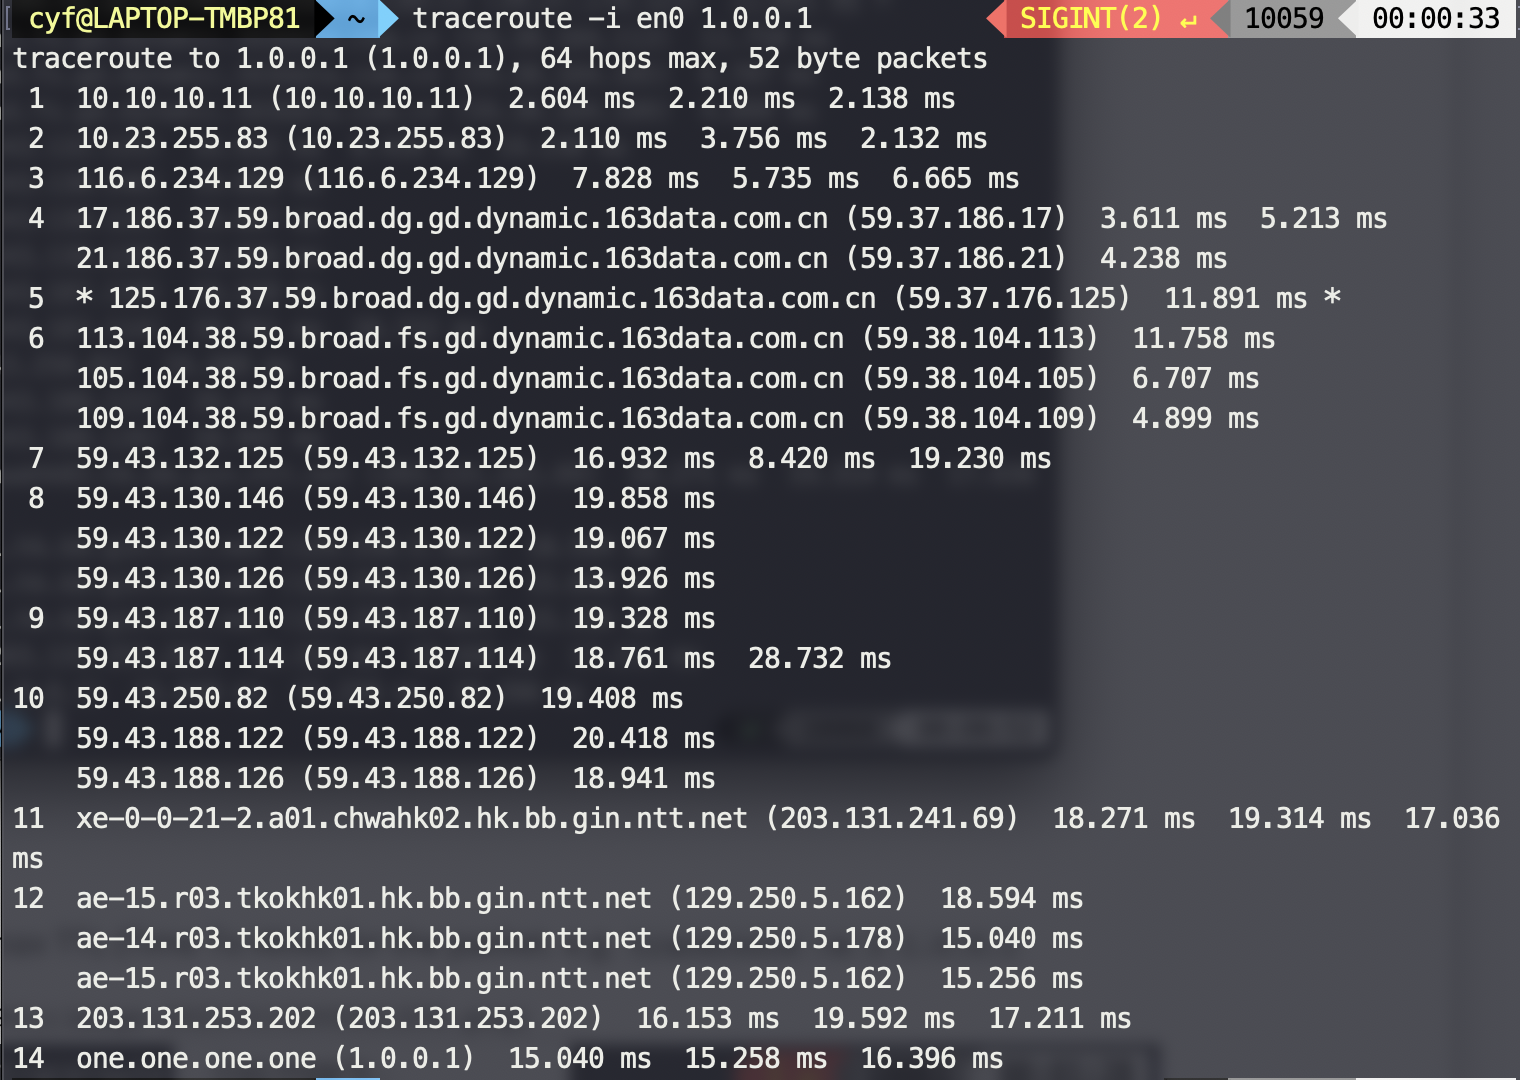 cyf@LAPTOP-TMBP81 ~ traceroute -i en0 1.0.0.1 SIGINT(2) ↵ 10059 00:00:33
traceroute to 1.0.0.1 (1.0.0.1), 64 hops max, 52 byte packets
1 10.10.10.11 (10.10.10.11) 2.604 ms 2.210 ms 2.138 ms
2 10.23.255.83 (10.23.255.83) 2.110 ms 3.756 ms 2.132 ms
3 116.6.234.129 (116.6.234.129) 7.828 ms 5.735 ms 6.665 ms
4 17.186.37.59.broad.dg.gd.dynamic.163data.com.cn (59.37.186.17) 3.611 ms 5.213 ms
21.186.37.59.broad.dg.gd.dynamic.163data.com.cn (59.37.186.21) 4.238 ms
5 * 125.176.37.59.broad.dg.gd.dynamic.163data.com.cn (59.37.176.125) 11.891 ms *
6 113.104.38.59.broad.fs.gd.dynamic.163data.com.cn (59.38.104.113) 11.758 ms
105.104.38.59.broad.fs.gd.dynamic.163data.com.cn (59.38.104.105) 6.707 ms
109.104.38.59.broad.fs.gd.dynamic.163data.com.cn (59.38.104.109) 4.899 ms
7 59.43.132.125 (59.43.132.125) 16.932 ms 8.420 ms 19.230 ms
8 59.43.130.146 (59.43.130.146) 19.858 ms
59.43.130.122 (59.43.130.122) 19.067 ms
59.43.130.126 (59.43.130.126) 13.926 ms
9 59.43.187.110 (59.43.187.110) 19.328 ms
59.43.187.114 (59.43.187.114) 18.761 ms 28.732 ms
10 59.43.250.82 (59.43.250.82) 19.408 ms
59.43.188.122 (59.43.188.122) 20.418 ms
59.43.188.126 (59.43.188.126) 18.941 ms
11 xe-0-0-21-2.a01.chwahk02.hk.bb.gin.ntt.net (203.131.241.69) 18.271 ms 19.314 ms 17.036
ms
12 ae-15.r03.tkokhk01.hk.bb.gin.ntt.net (129.250.5.162) 18.594 ms
ae-14.r03.tkokhk01.hk.bb.gin.ntt.net (129.250.5.178) 15.040 ms
ae-15.r03.tkokhk01.hk.bb.gin.ntt.net (129.250.5.162) 15.256 ms
13 203.131.253.202 (203.131.253.202) 16.153 ms 19.592 ms 17.211 ms
14 one.one.one.one (1.0.0.1) 15.040 ms 15.258 ms 16.396 ms